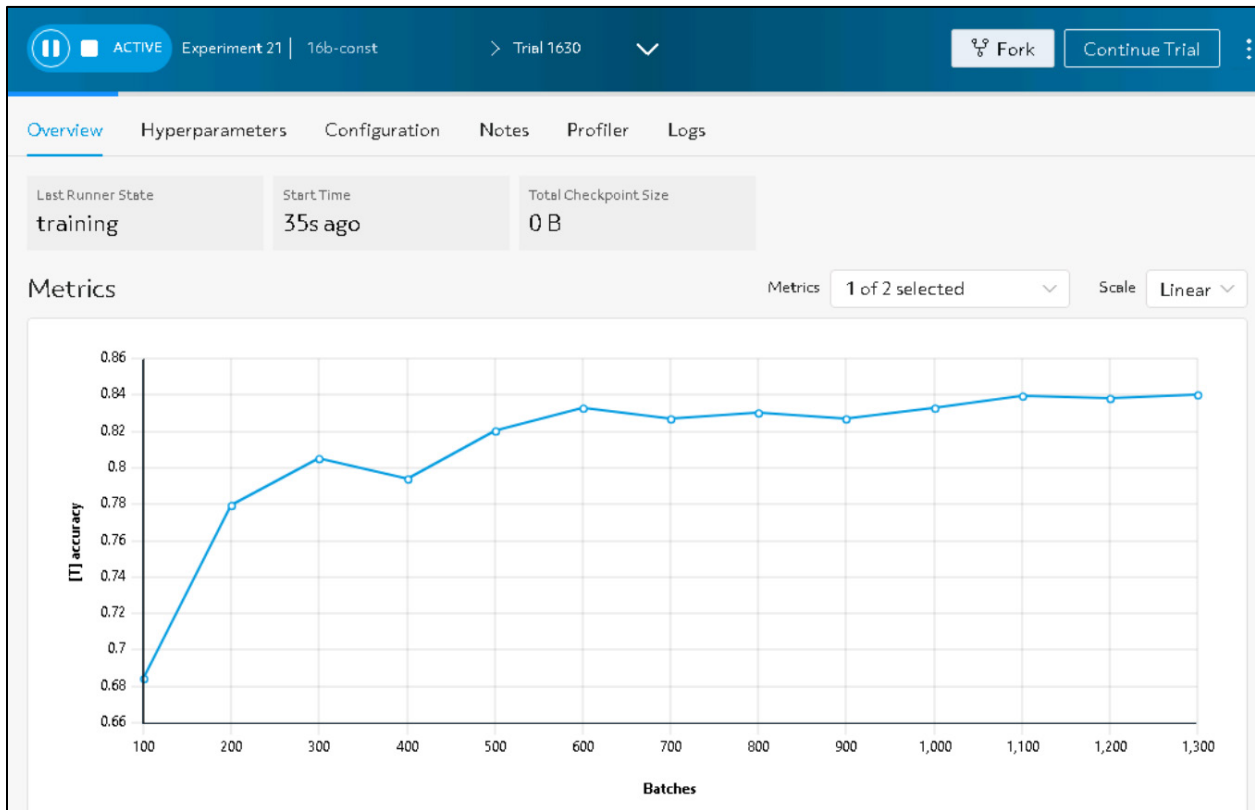 ACTIVE Experiment 21 | 16b-const > Trial 1630 Fork Continue Trial
Overview Hyperparameters Configuration Notes Profiler Logs
Last Runner State
training
Start Time
35s ago
Total Checkpoint Size
0 B
Metrics
Metrics 1 of 2 selected Scale Linear
0.86
0.84
0.82
0.8
0.78
0.76
0.74
0.72
0.7
0.68
0.66
[T] accuracy
100 200 300 400 500 600 700 800 900 1,000 1,100 1,200 1,300
Batches